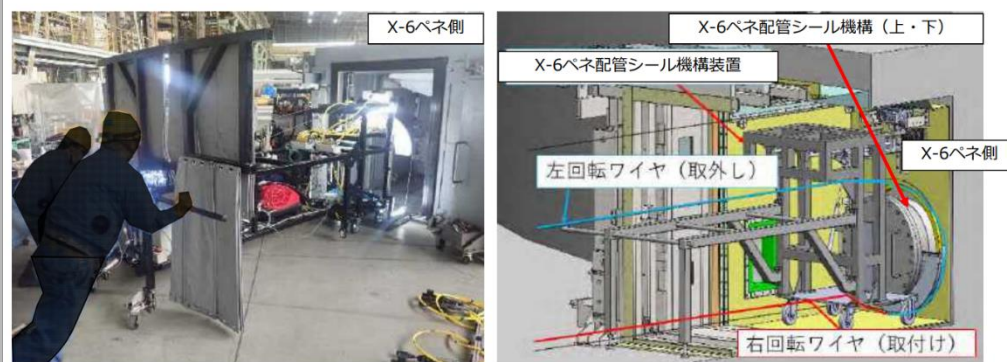 X-6ペネ側
X-6ペネ配管シール機構（上・下）
X-6ペネ配管シール機構装置
X-6ペネ側
左回転ワイヤ（取外し）
右回転ワイヤ（取付け）